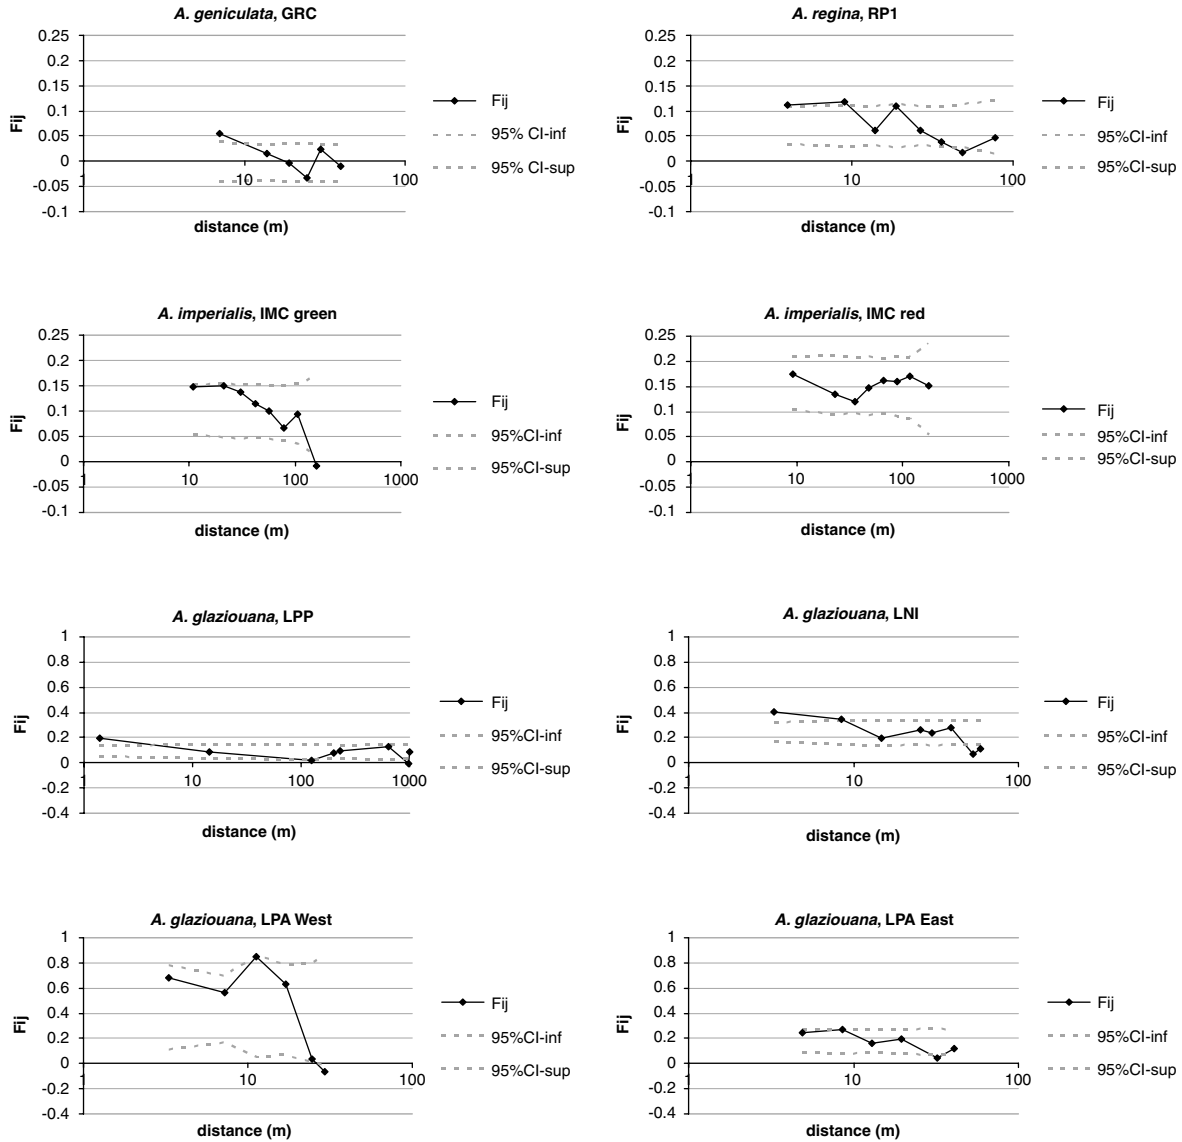 A. geniculata, GRC
0.25
0.2
0.15
0.1
0.05
0
-0.05
-0.1
Fij
1
10
100
distance (m)
Fij
95% CI-inf
95% CI-sup
A. regina, RP1
0.25
0.2
0.15
0.1
0.05
0
-0.05
-0.1
Fij
1
10
100
distance (m)
Fij
95%CI-inf
95%CI-sup
A. imperialis, IMC green
0.25
0.2
0.15
0.1
0.05
0
-0.05
-0.1
Fij
1
10
100
1000
distance (m)
Fij
95%CI-inf
95%CI-sup
A. imperialis, IMC red
0.25
0.2
0.15
0.1
0.05
0
-0.05
-0.1
Fij
1
10
100
1000
distance (m)
Fij
95%CI-inf
95%CI-sup
A. glaziouana, LPP
1
0.8
0.6
0.4
0.2
0
-0.2
-0.4
Fij
1
10
100
1000
distance (m)
Fij
95%CI-inf
95%CI-sup
A. glaziouana, LNI
1
0.8
0.6
0.4
0.2
0
-0.2
-0.4
Fij
1
10
100
distance (m)
Fij
95%CI-inf
95%CI-sup
A. glaziouana, LPA West
1
0.8
0.6
0.4
0.2
0
-0.2
-0.4
Fij
1
10
100
distance (m)
Fij
95%CI-inf
95%CI-sup
A. glaziouana, LPA East
1
0.8
0.6
0.4
0.2
0
-0.2
-0.4
Fij
1
10
100
distance (m)
Fij
95%CI-inf
95%CI-sup